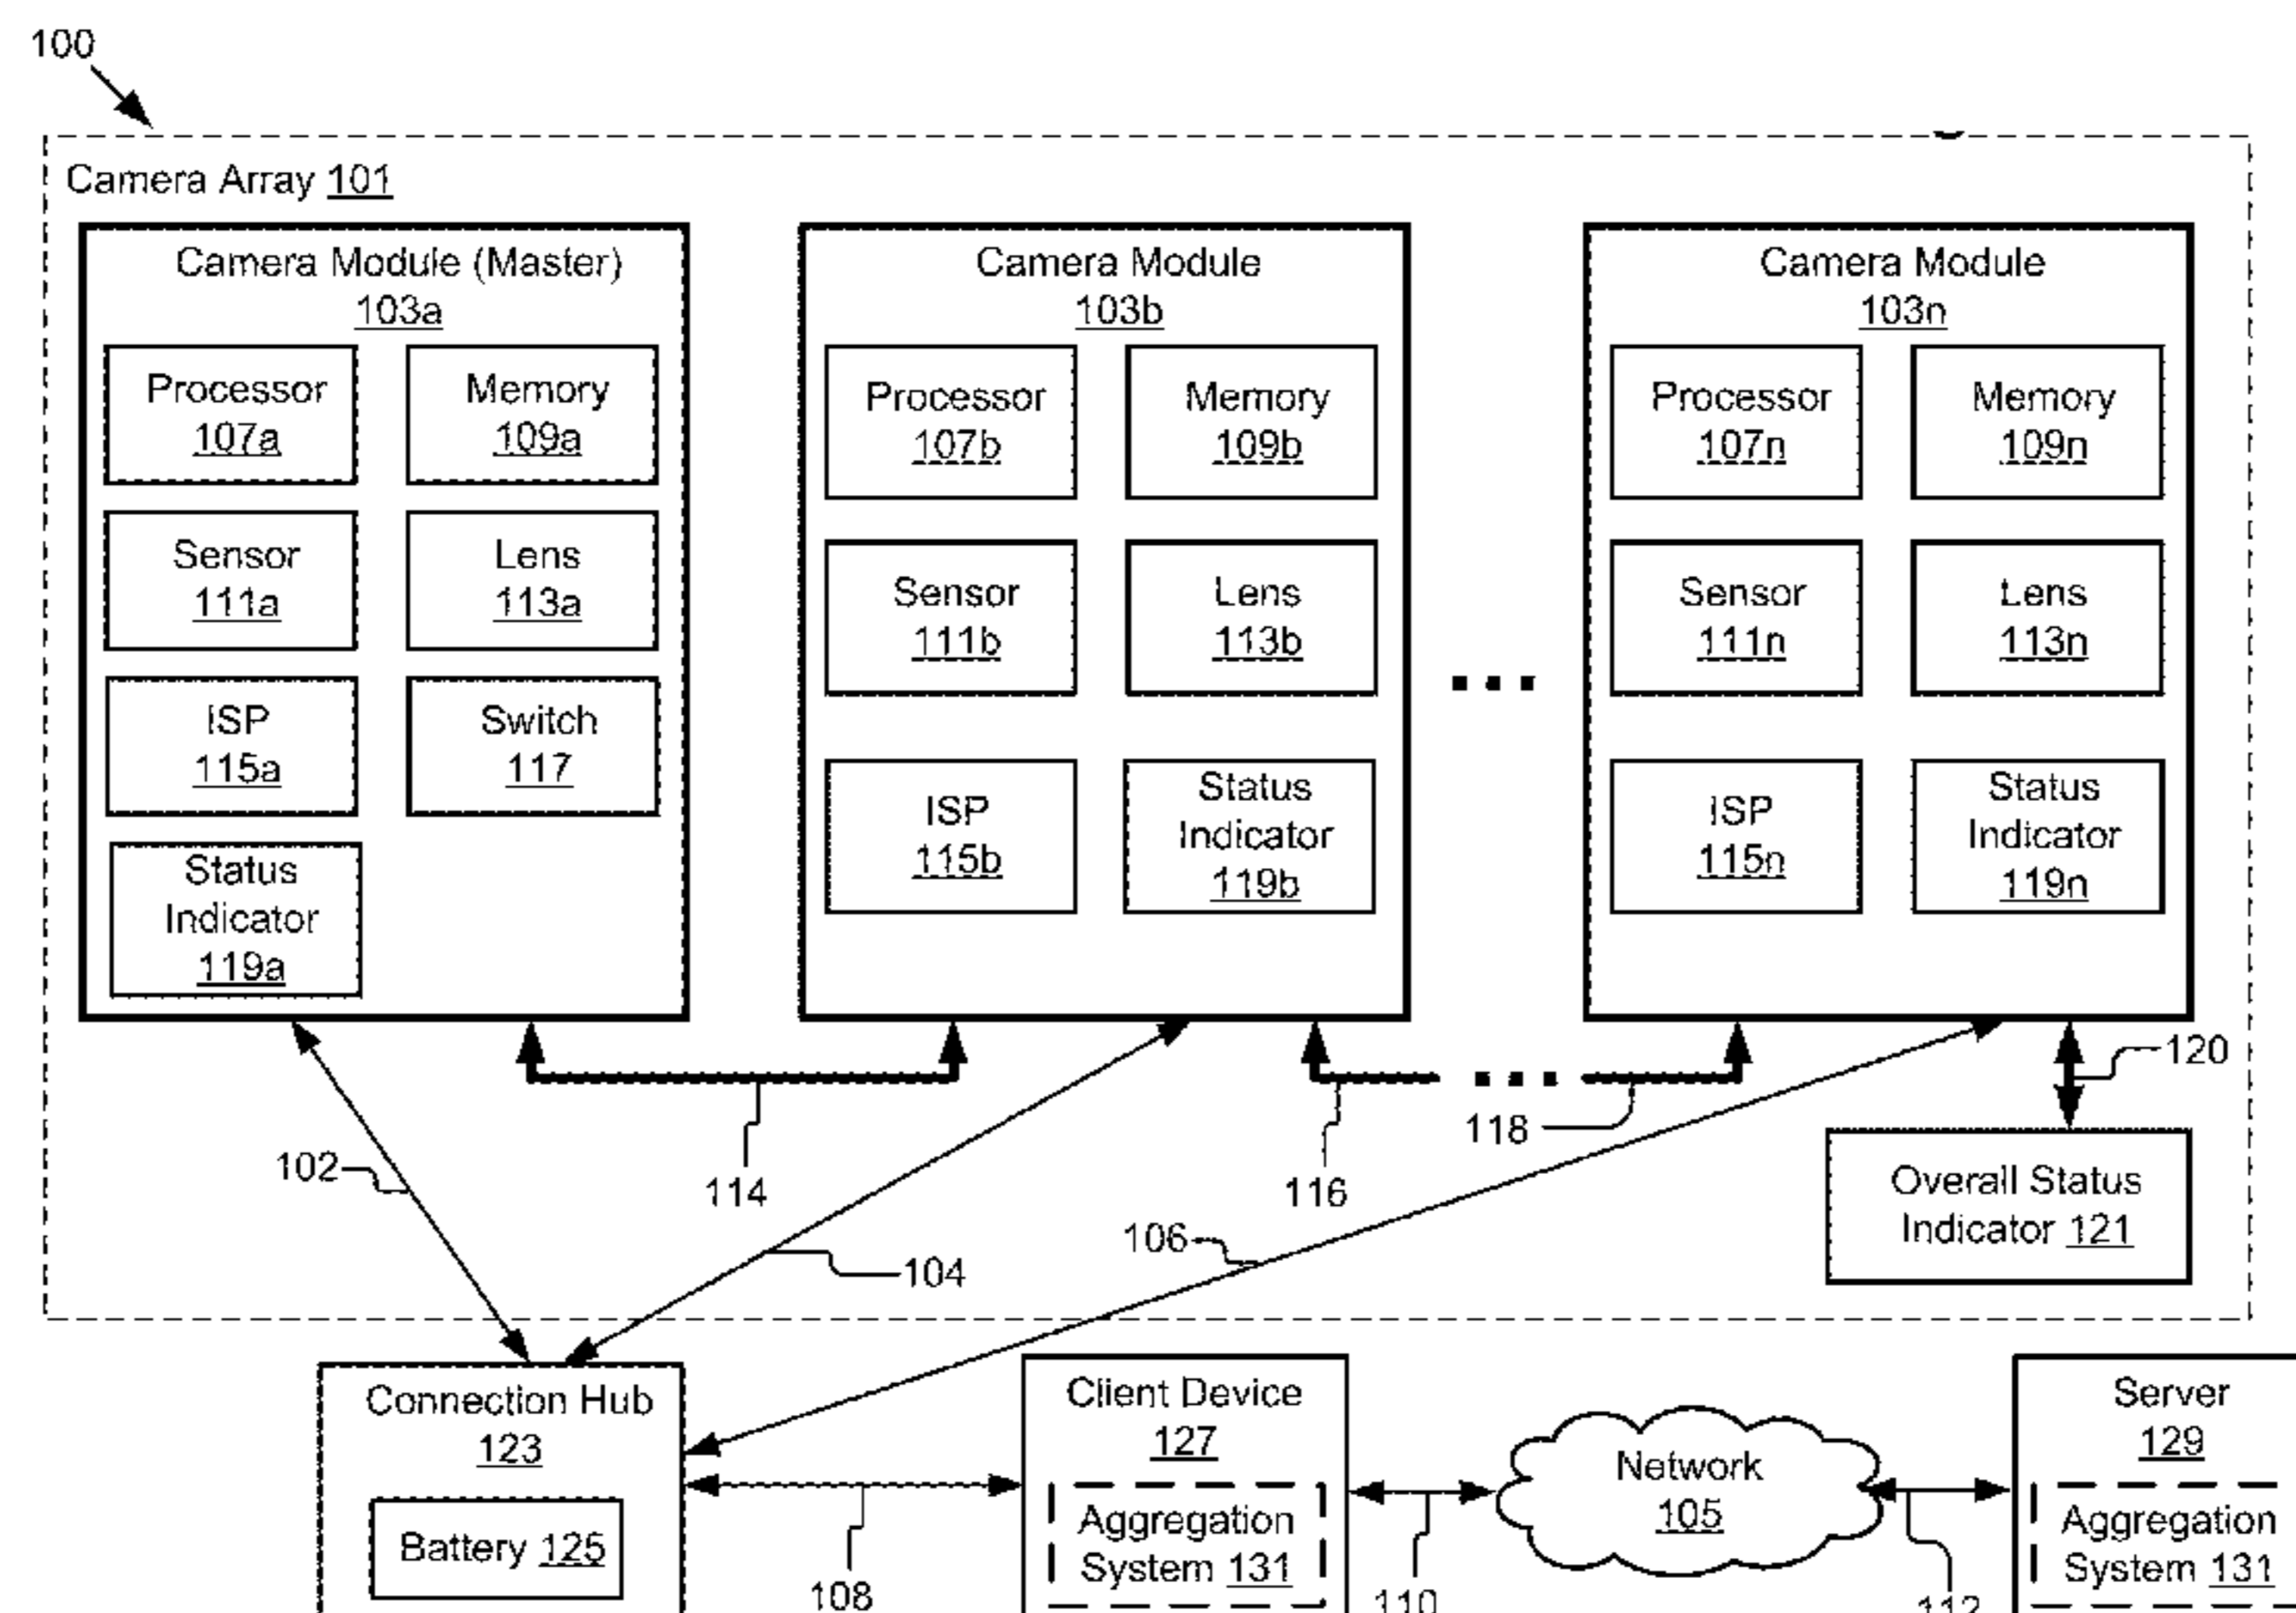 100
Camera Array 101
Camera Module (Master)
103a
Processor
107a
Memory
109a
Sensor
111a
Lens
113a
ISP
115a
Switch
117
Status
Indicator
119a
Camera Module
103b
Processor
107b
Memory
109b
Sensor
111b
Lens
113b
ISP
115b
Status
Indicator
119b
...
Camera Module
103n
Processor
107n
Memory
109n
Sensor
111n
Lens
113n
ISP
115n
Status
Indicator
119n
...
120
118
102
114
116
106
104
Overall Status
Indicator 121
Connection Hub
123
Battery 125
108
Client Device
127
Aggregation
System 131
110
Network
105
112
Server
129
Aggregation
System 131